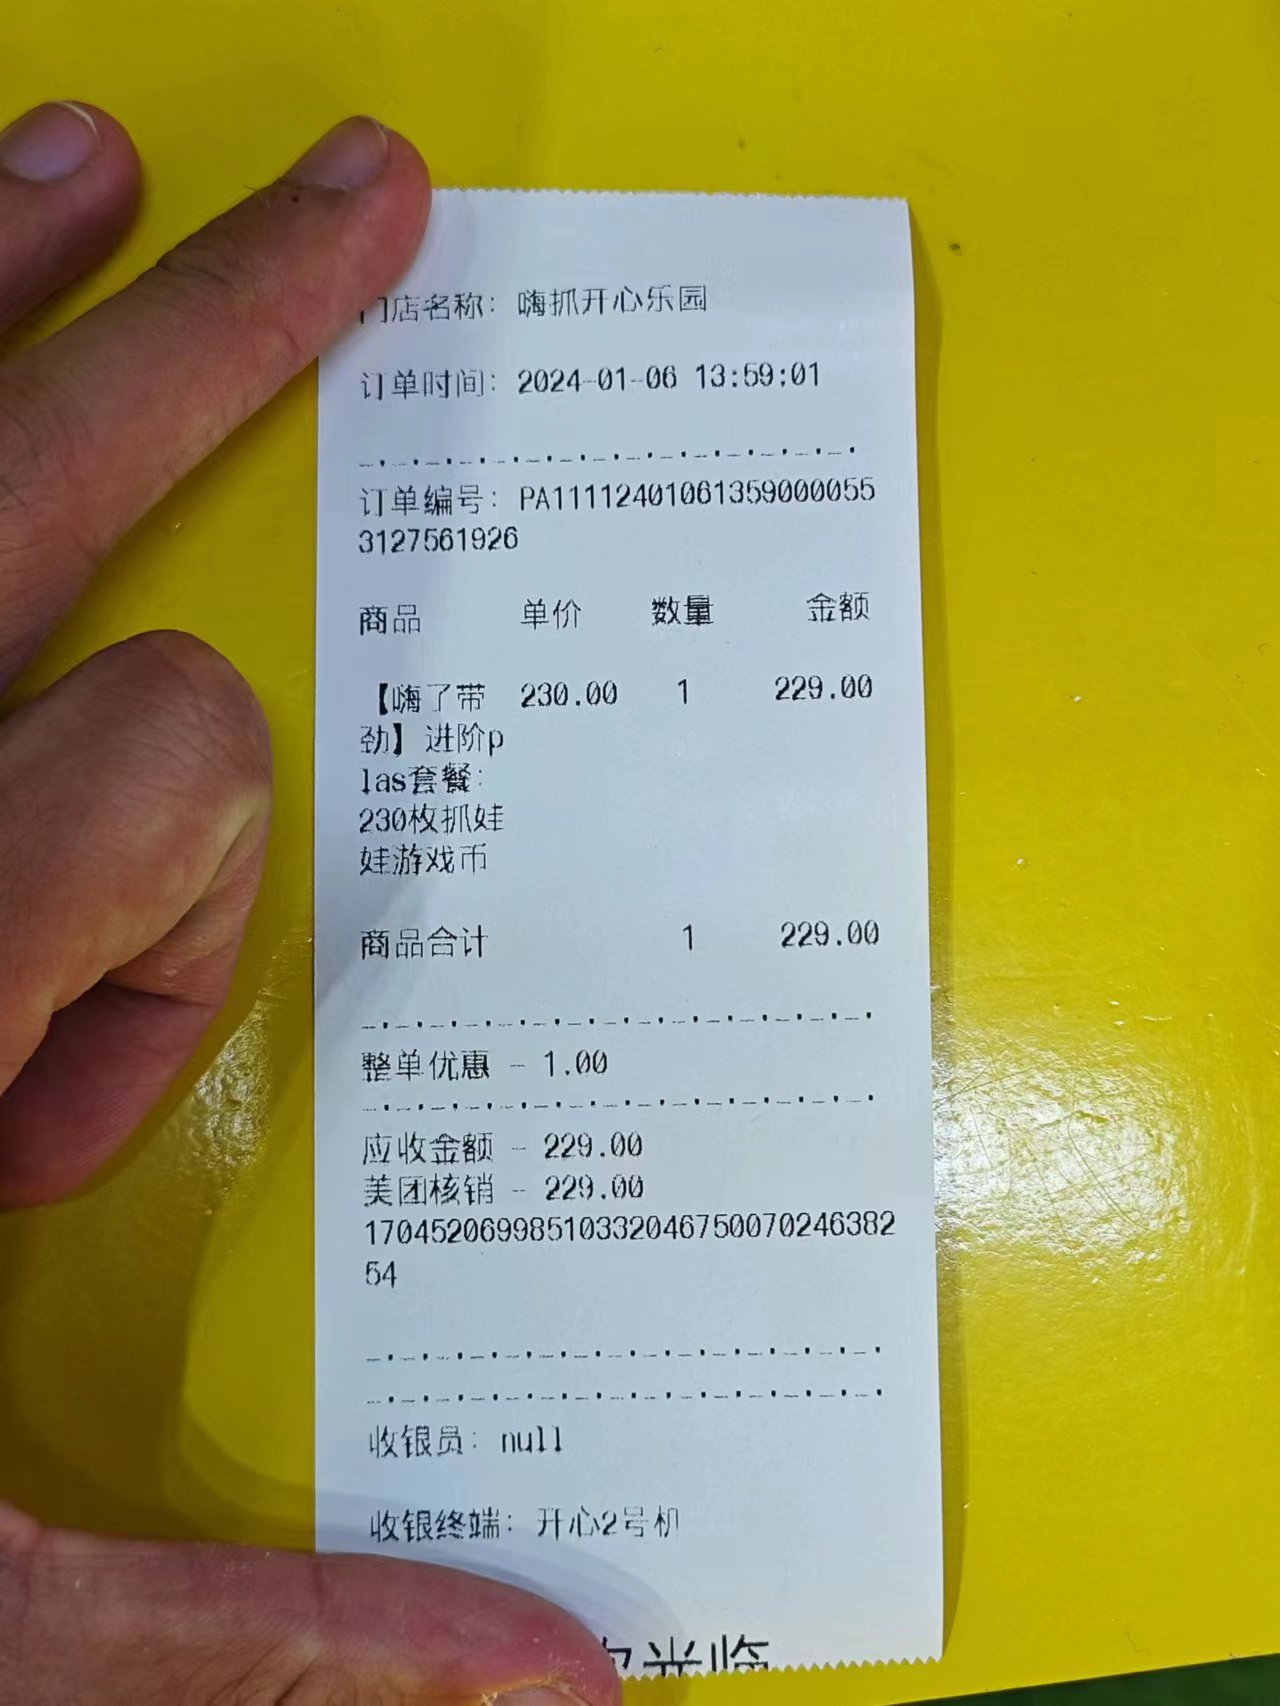 门店名称: 嗨抓开心乐园
订单时间: 2024-01-06 13:59:01
订单编号: PA11112401061359000055
3127561926
商品 单价 数量 金额
【嗨了带 230.00 1 229.00
劲】进阶p
las套餐:
230枚抓娃
娃游戏币
商品合计 1 229.00
整单优惠 - 1.00
应收金额 - 229.00
美团核销 - 229.00
17045206998510332046750070246382
54
收银员: null
收银终端: 开心2号机